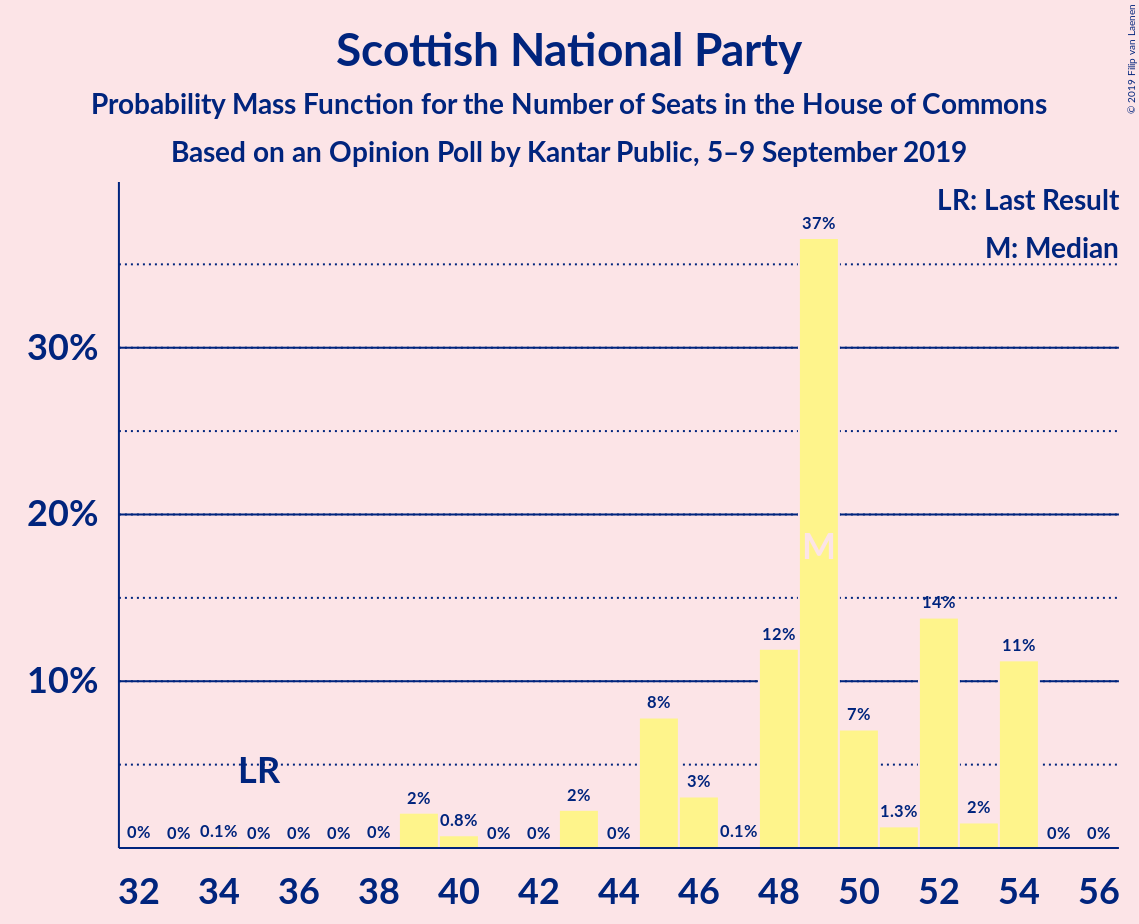 Scottish National Party
Probability Mass Function for the Number of Seats in the House of Commons
Based on an Opinion Poll by Kantar Public, 5–9 September 2019
© 2019 Filip van Laenen
LR: Last Result
M: Median
30%
20%
10%
0% 0% 0.1% 0% 0% 0% 0% 2% 0.8% 0% 0% 2% 0% 8% 3% 0.1% 12% 37% 7% 1.3% 14% 2% 11% 0% 0%
LR
M
32 34 36 38 40 42 44 46 48 50 52 54 56